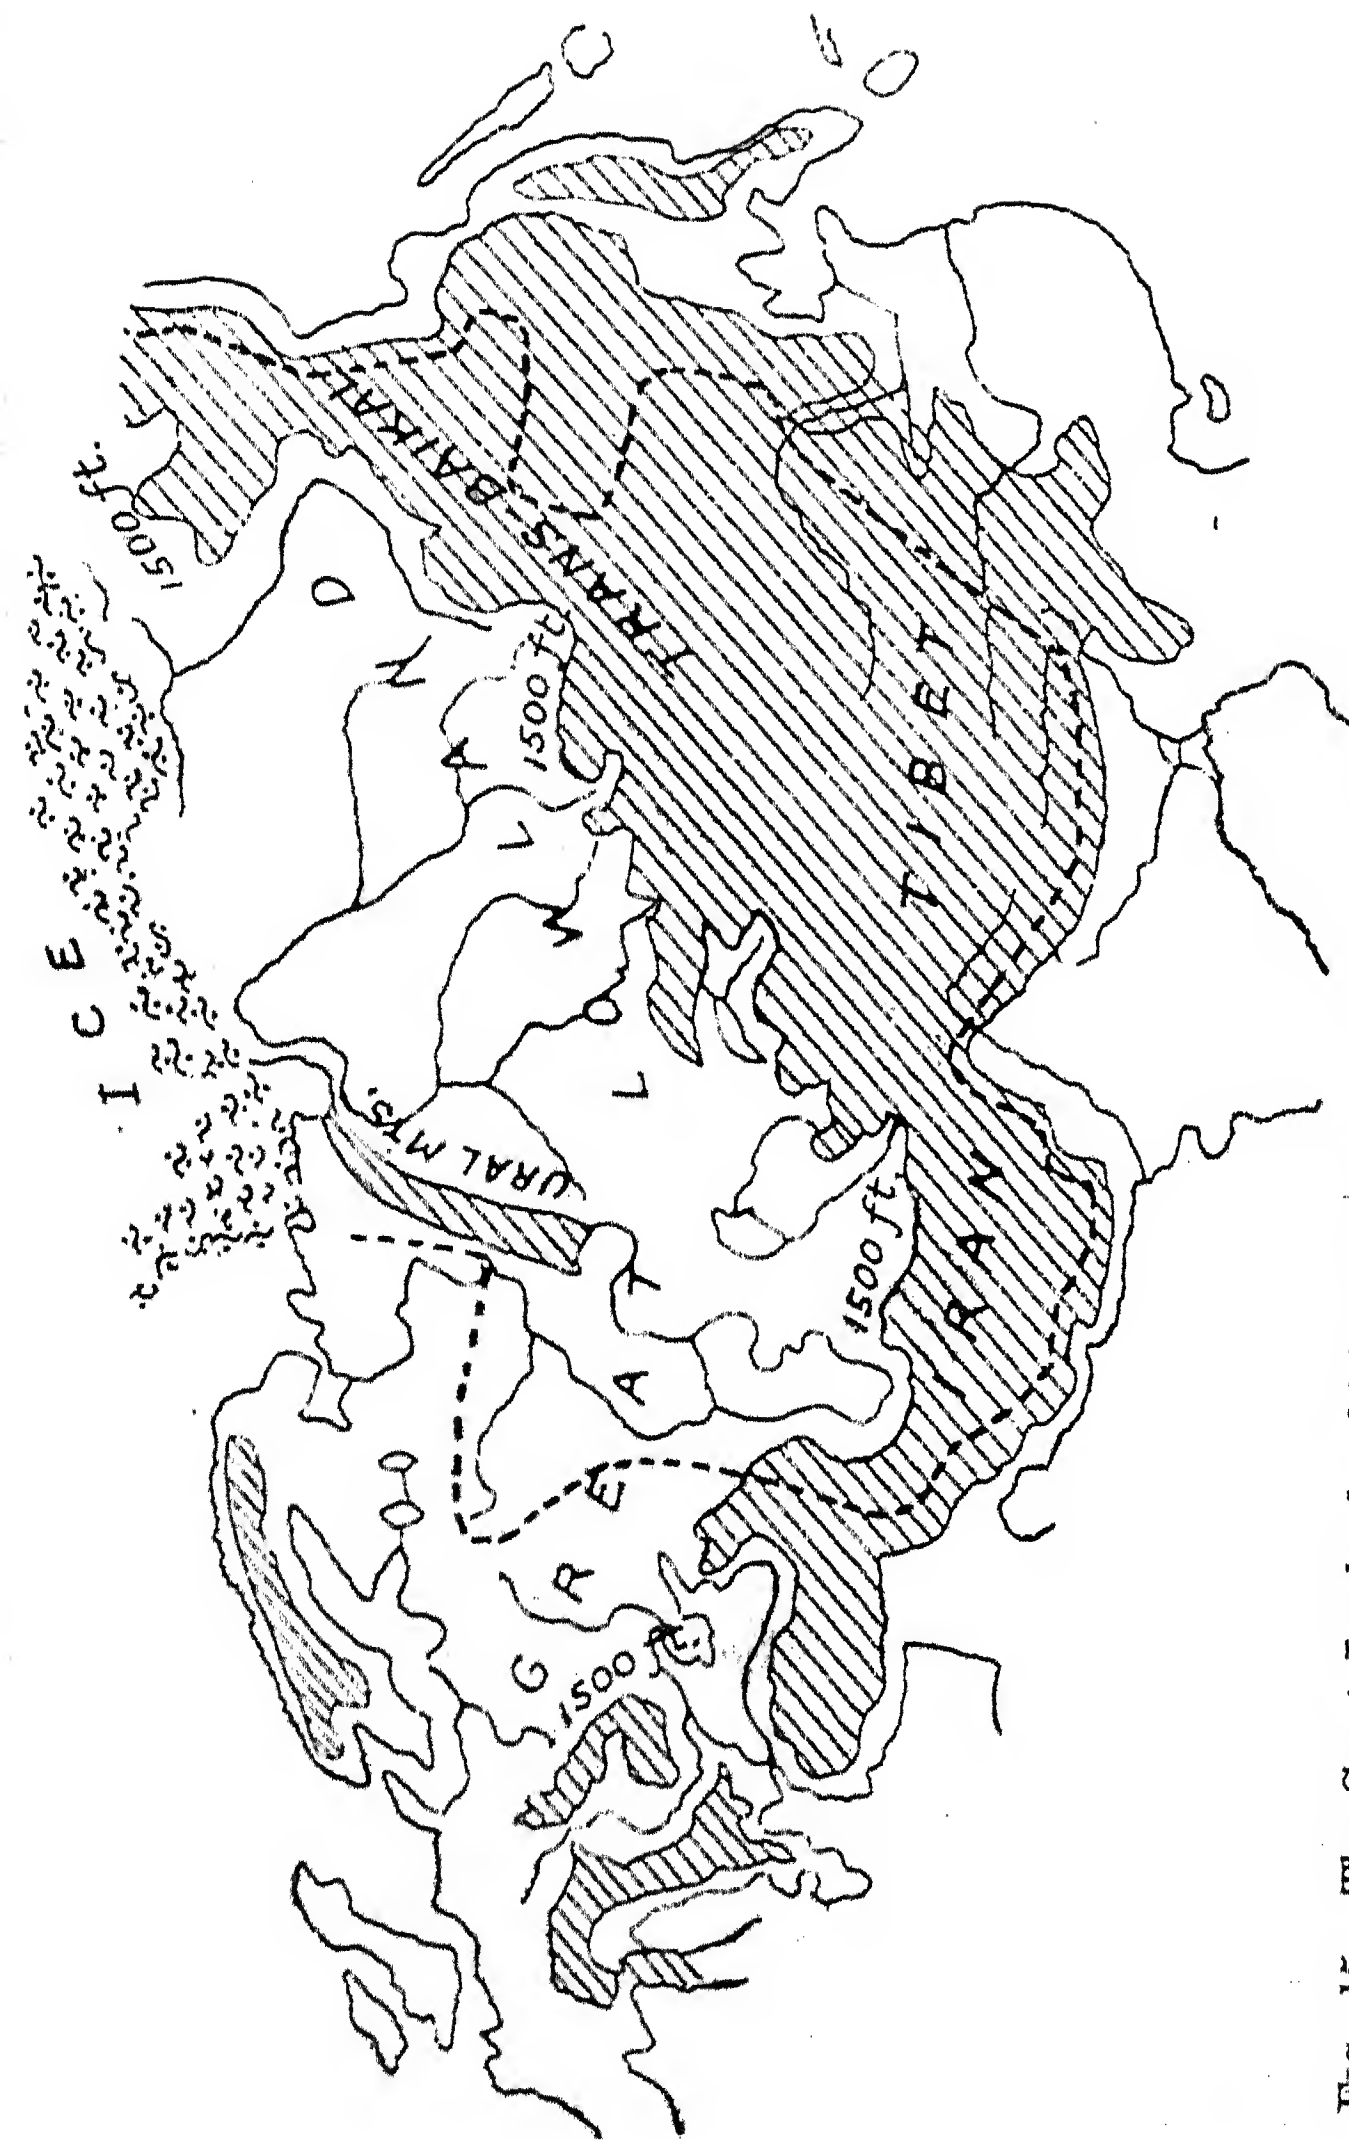 ICE
1500 ft.
URAL MTS.
GREAT LOWLAND
TRANS-BAIKAL
1500 ft.
1500 ft.
1500 ft.
IRAN
TIBET